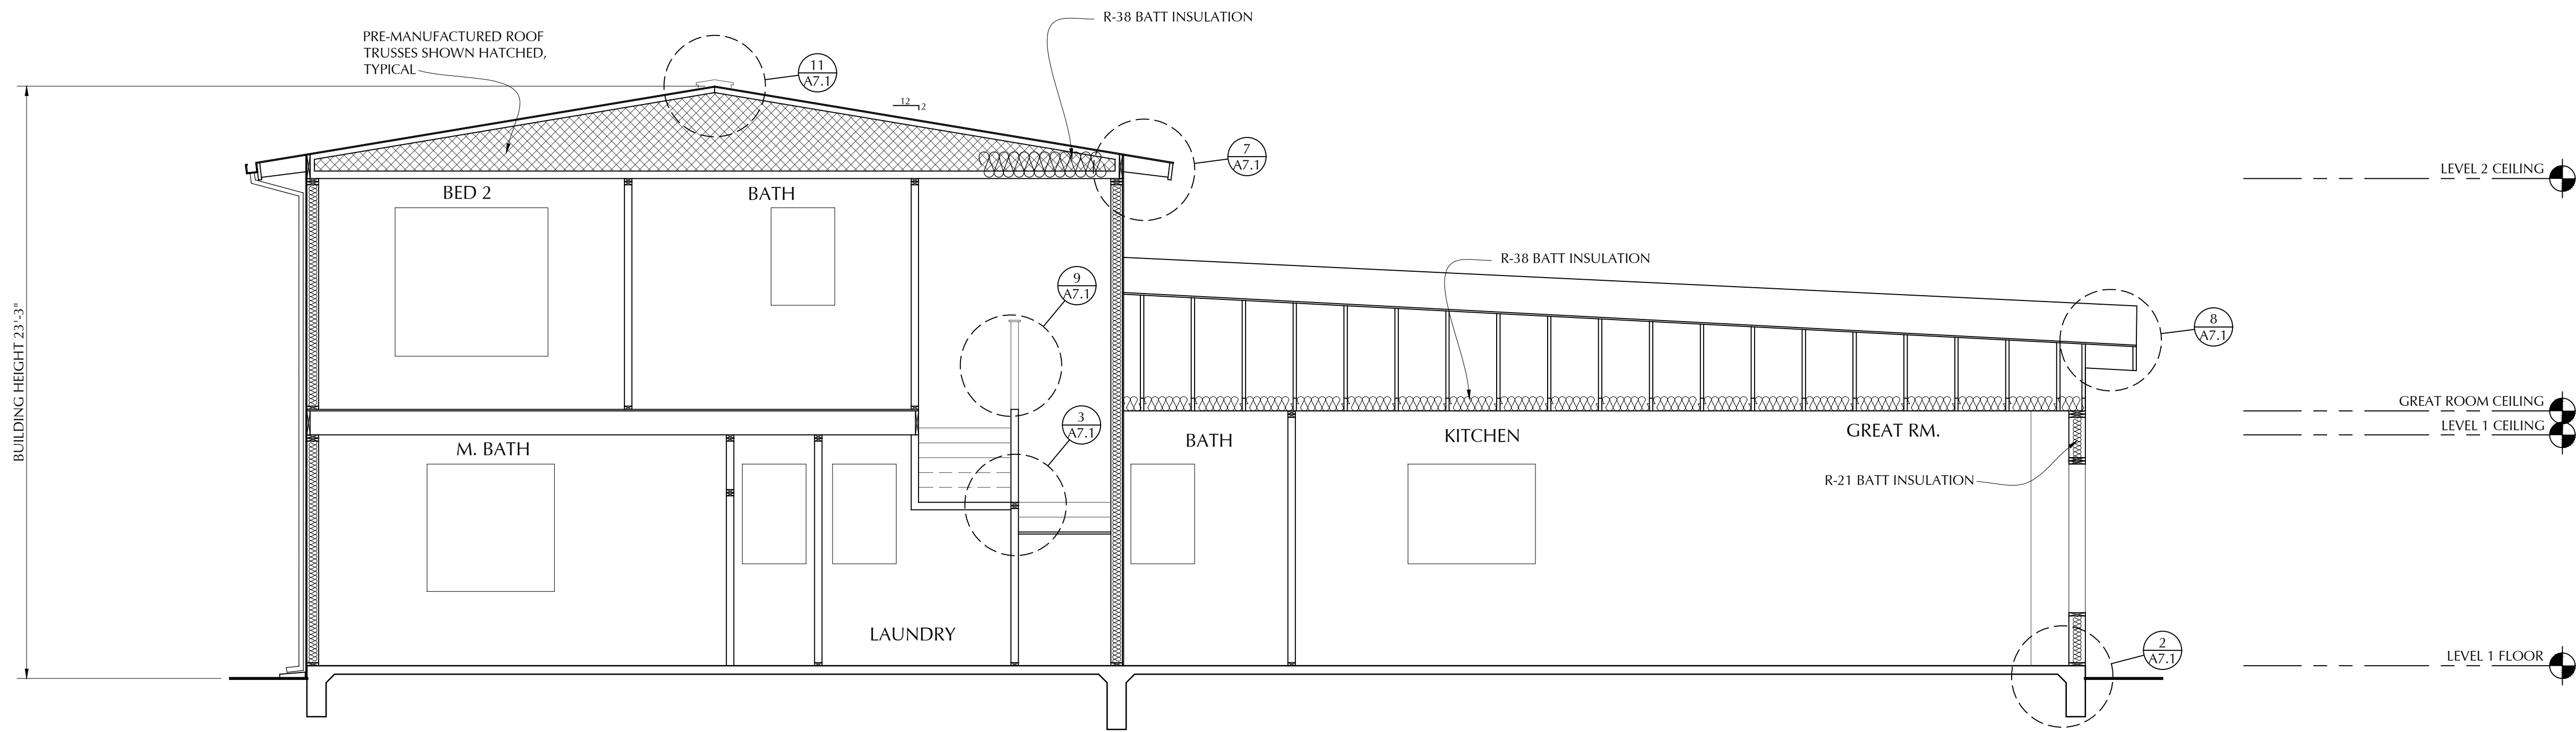 R-38 BATT INSULATION
PRE-MANUFACTURED ROOF
TRUSSES SHOWN HATCHED,
TYPICAL
11
A7.1
12
2
7
A7.1
LEVEL 2 CEILING
BED 2
BATH
R-38 BATT INSULATION
9
A7.1
8
A7.1
BUILDING HEIGHT 23'-3"
3
A7.1
GREAT ROOM CEILING
LEVEL 1 CEILING
M. BATH
BATH
KITCHEN
GREAT RM.
R-21 BATT INSULATION
LAUNDRY
2
A7.1
LEVEL 1 FLOOR